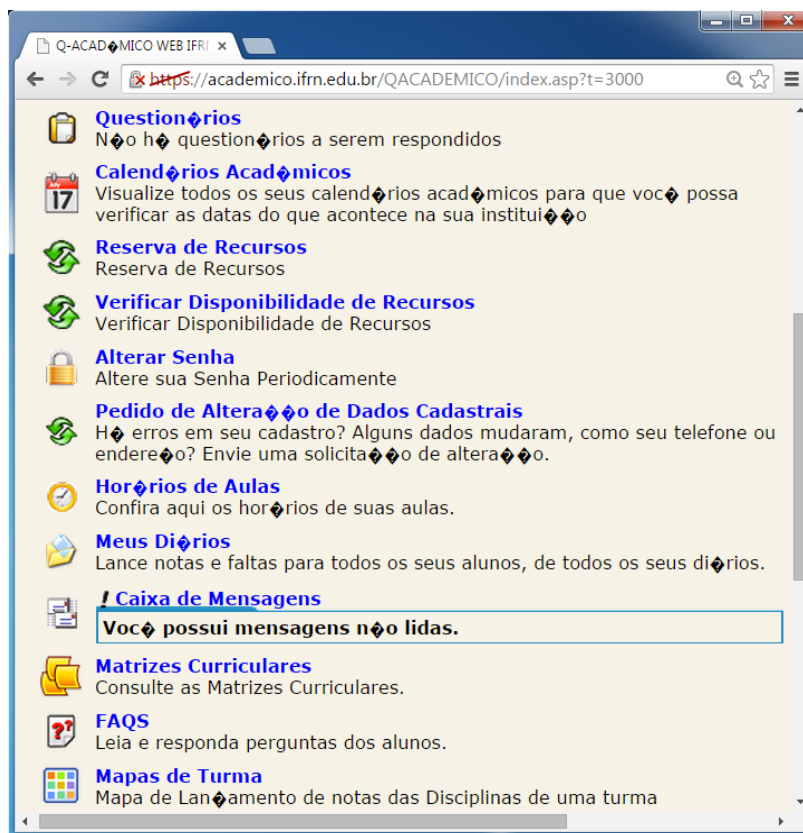 Q-ACAD�MICO WEB IFRI
https://academico.ifrn.edu.br/QACADEMICO/index.asp?t=3000
Question�rios
N�o h� question�rios a serem respondidos
Calend�rios Acad�micos
Visualize todos os seus calend�rios acad�micos para que voc� possa
verificar as datas do que acontece na sua institui��o
17
Reserva de Recursos
Reserva de Recursos
Verificar Disponibilidade de Recursos
Verificar Disponibilidade de Recursos
Alterar Senha
Altere sua Senha Periodicamente
Pedido de Altera��o de Dados Cadastrais
H� erros em seu cadastro? Alguns dados mudaram, como seu telefone ou
endere�o? Envie uma solicita��o de altera��o.
Hor�rios de Aulas
Confira aqui os hor�rios de suas aulas.
Meus Di�rios
Lance notas e faltas para todos os seus alunos, de todos os seus di�rios.
! Caixa de Mensagens
Voc� possui mensagens n�o lidas.
Matrizes Curriculares
Consulte as Matrizes Curriculares.
FAQS
Leia e responda perguntas dos alunos.
Mapas de Turma
Mapa de Lan�amento de notas das Disciplinas de uma turma